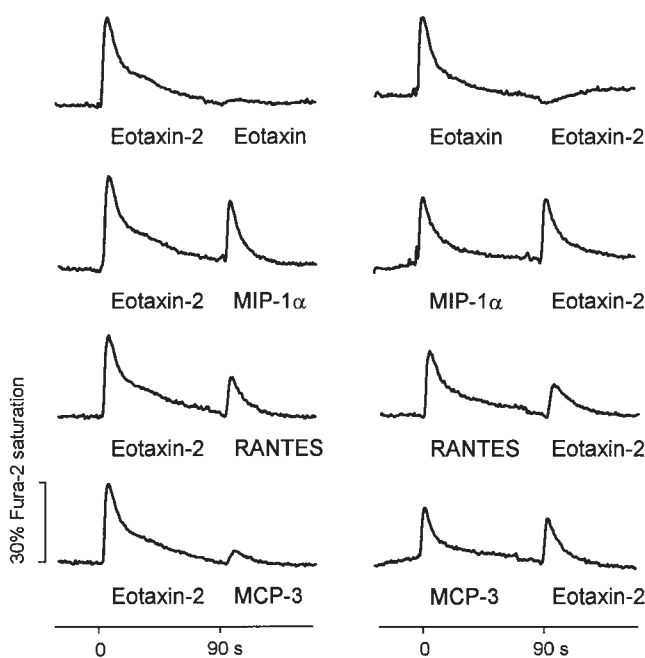 Eotaxin-2 Eotaxin Eotaxin Eotaxin-2
Eotaxin-2 MIP-1α MIP-1α Eotaxin-2
Eotaxin-2 RANTES RANTES Eotaxin-2
30% Fura-2 saturation
Eotaxin-2 MCP-3 MCP-3 Eotaxin-2
0 90 s 0 90 s